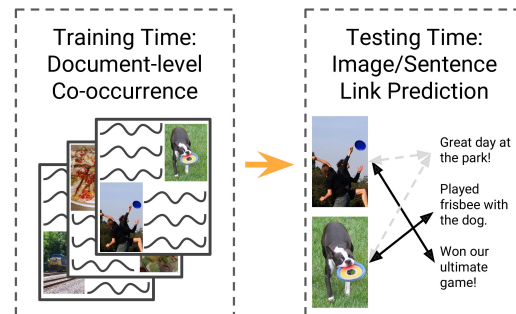 Training Time:
Document-level
Co-occurrence
Testing Time:
Image/Sentence
Link Prediction
Great day at
the park!
Played
frisbee with
the dog.
Won our
ultimate
game!